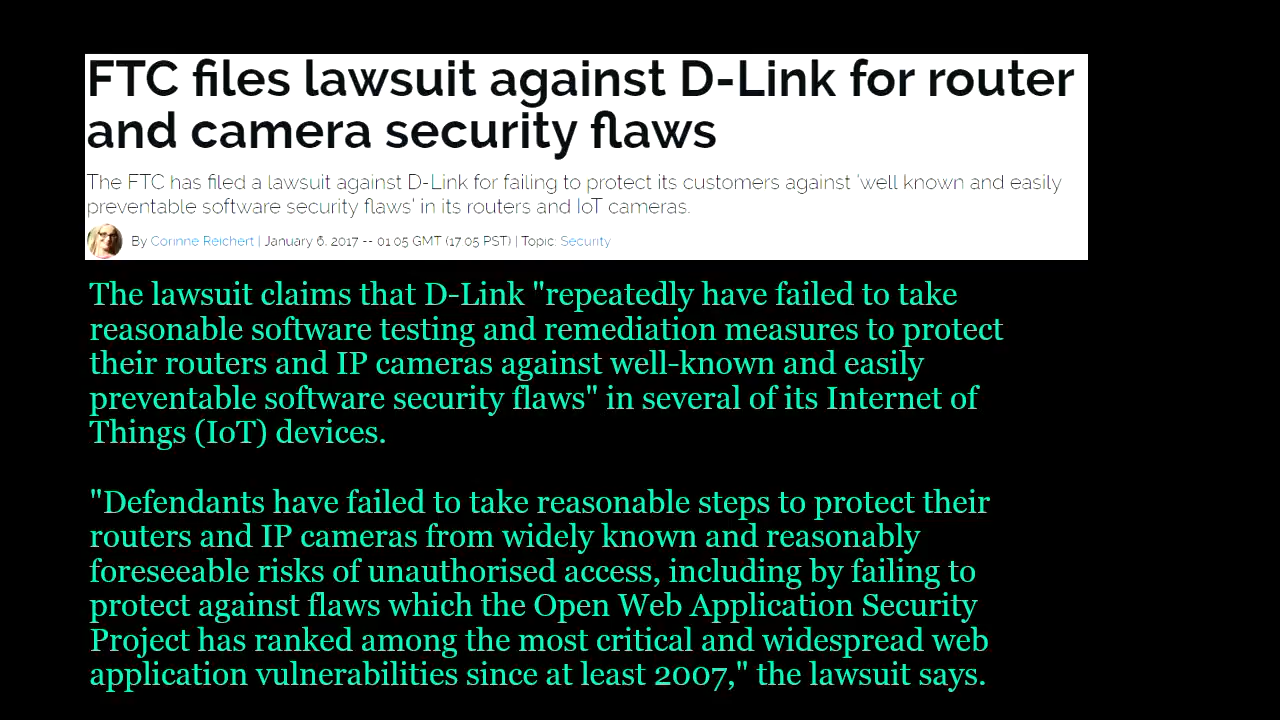 FTC files lawsuit against D-Link for router
and camera security flaws
The FTC has filed a lawsuit against D-Link for failing to protect its customers against 'well known and easily
preventable software security flaws' in its routers and IoT cameras.
By Corinne Reichert | January 6, 2017 -- 01:05 GMT (17:05 PST) | Topic: Security
The lawsuit claims that D-Link "repeatedly have failed to take
reasonable software testing and remediation measures to protect
their routers and IP cameras against well-known and easily
preventable software security flaws" in several of its Internet of
Things (IoT) devices.
"Defendants have failed to take reasonable steps to protect their
routers and IP cameras from widely known and reasonably
foreseeable risks of unauthorised access, including by failing to
protect against flaws which the Open Web Application Security
Project has ranked among the most critical and widespread web
application vulnerabilities since at least 2007," the lawsuit says.